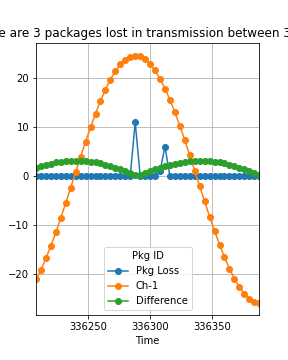 e are 3 packages lost in transmission between 3
20
10
0
−10
−20
Pkg ID
Pkg Loss
Ch-1
Difference
336250
336300
336350
Time